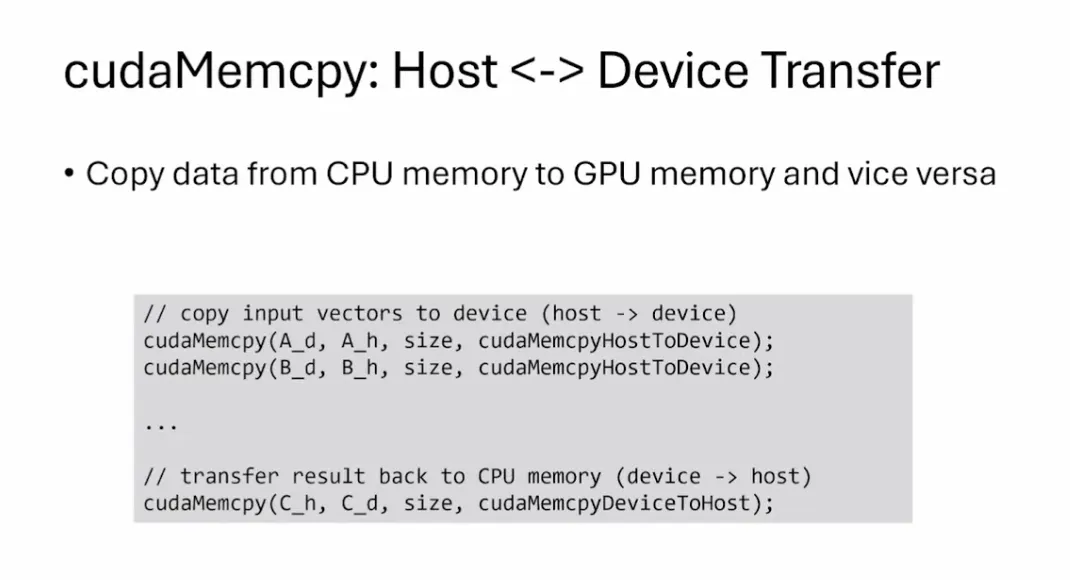 cudaMemcpy: Host <-> Device Transfer
• Copy data from CPU memory to GPU memory and vice versa
// copy input vectors to device (host -> device)
cudaMemcpy(A_d, A_h, size, cudaMemcpyHostToDevice);
cudaMemcpy(B_d, B_h, size, cudaMemcpyHostToDevice);
...
// transfer result back to CPU memory (device -> host)
cudaMemcpy(C_h, C_d, size, cudaMemcpyDeviceToHost);